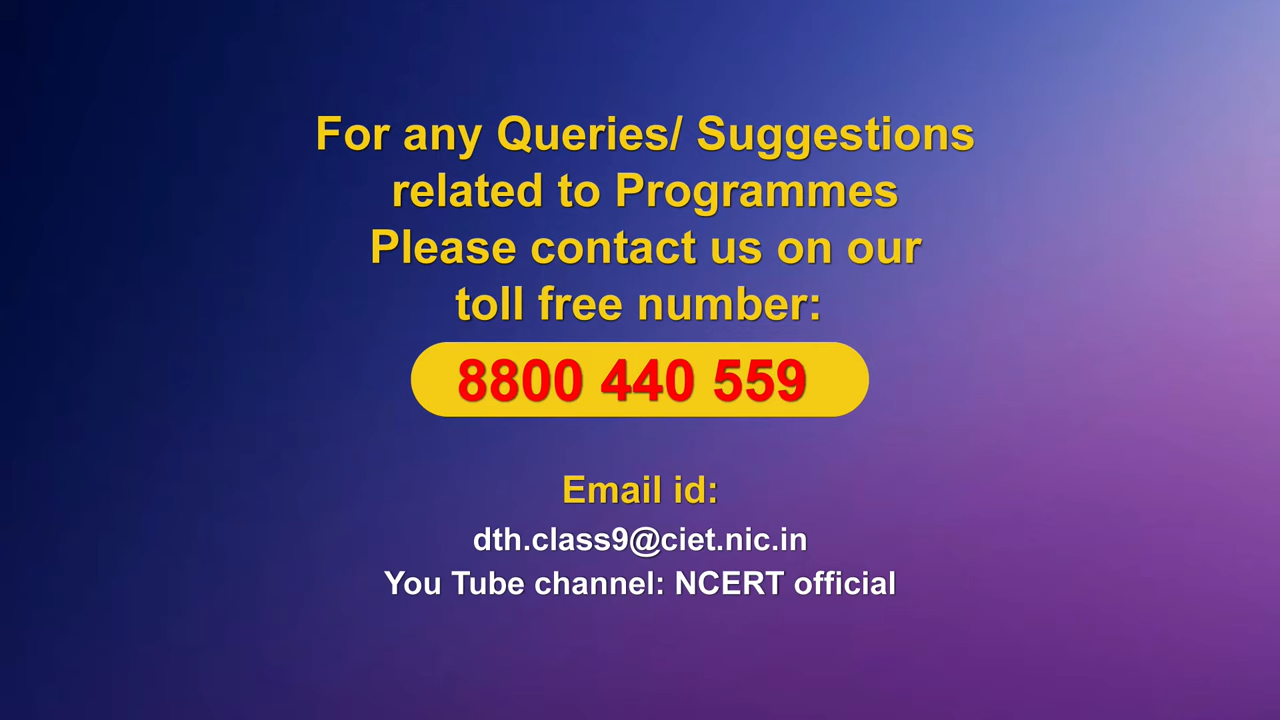 For any Queries/ Suggestions
related to Programmes
Please contact us on our
toll free number:
8800 440 559
Email id:
dth.class9@ciet.nic.in
You Tube channel: NCERT official